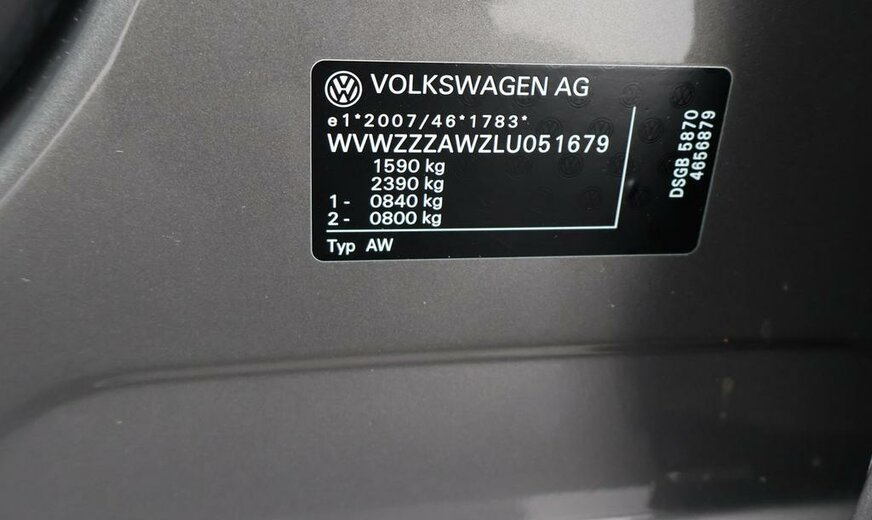 VOLKSWAGEN AG
e1*2007/46*1783*
WVWZZZAWZLU051679
1590 kg
2390 kg
1 - 0840 kg
2 - 0800 kg
Typ AW
DSGB 5870
4656879